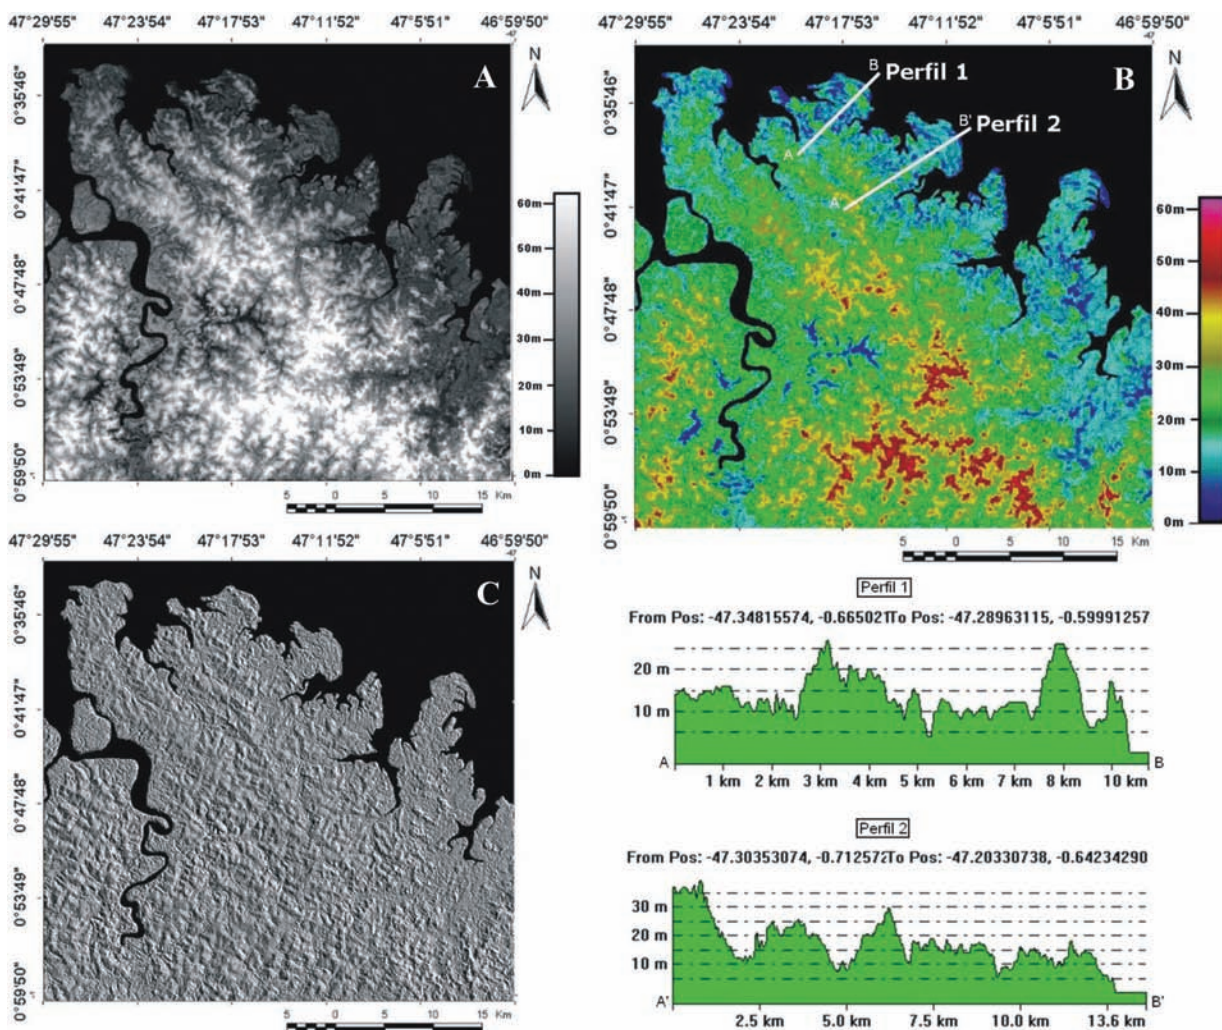 47°29'55" 47°23'54" 47°17'53" 47°11'52" 47°5'51" 46°59'50"
-47
A
N
0°35'46"
0°41'47"
0°47'48"
0°53'49"
0°59'50"
-1
60m
50m
40m
30m
20m
10m
0m
5 0 5 10 15 Km
47°29'55" 47°23'54" 47°17'53" 47°11'52" 47°5'51" 46°59'50"
-47
B
N
B Perfil 1
B' Perfil 2
A
A
0°35'46"
0°41'47"
0°47'48"
0°53'49"
0°59'50"
-1
60m
50m
40m
30m
20m
10m
0m
5 0 5 10 15
Km
47°29'55" 47°23'54" 47°17'53" 47°11'52" 47°5'51" 46°59'50"
-47
C
N
0°35'46"
0°41'47"
0°47'48"
0°53'49"
0°59'50"
-1
5 0 5 10 15 Km
Perfil 1
From Pos: -47.34815574, -0.665021To Pos: -47.28963115, -0.59991257
20 m
10 m
A B
1 km 2 km 3 km 4 km 5 km 6 km 7 km 8 km 10 km
Perfil 2
From Pos: -47.30353074, -0.712572To Pos: -47.20330738, -0.64234290
30 m
20 m
10 m
A' B'
2.5 km 5.0 km 7.5 km 10.0 km 13.6 km